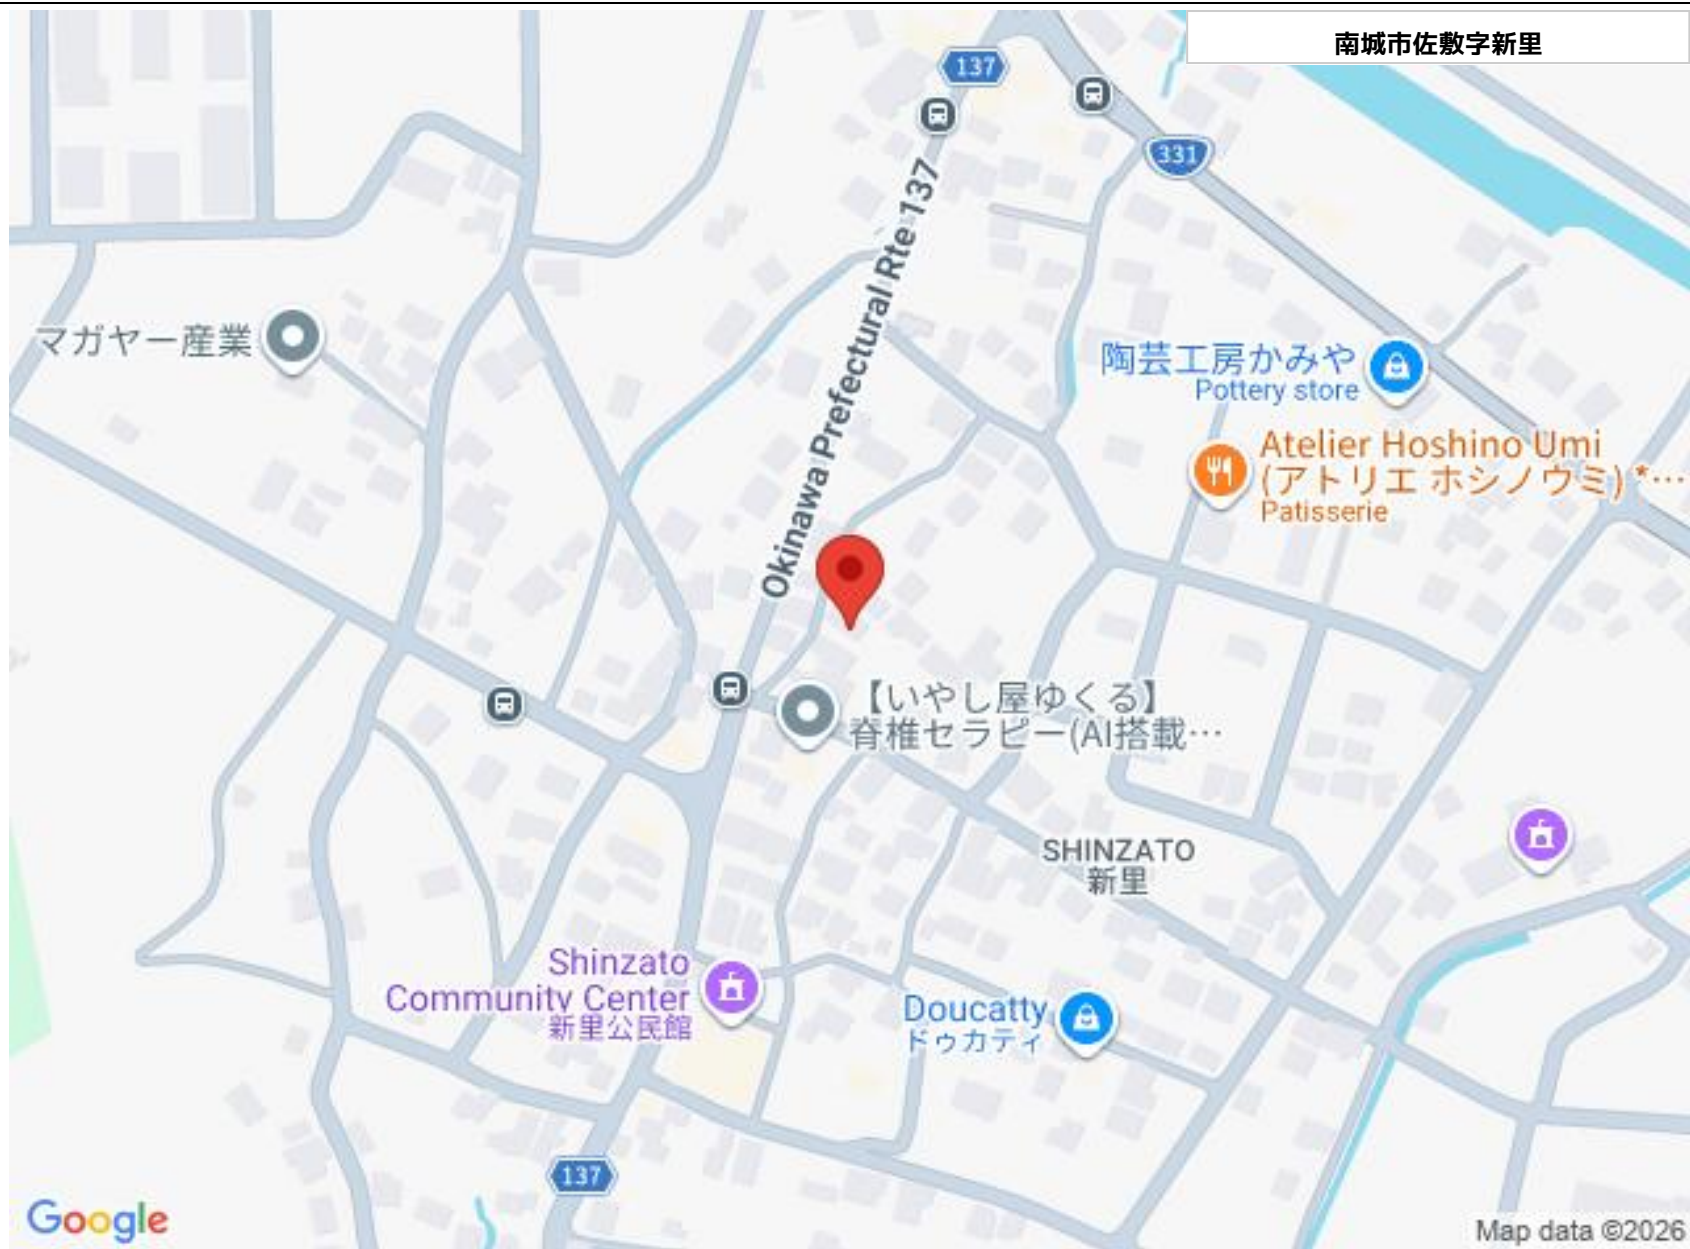 南城市佐敷字新里
137
331
Okinawa Prefectural Rte 137
マガヤー産業
陶芸工房かみや
Pottery store
Atelier Hoshino Umi
(アトリエ ホシノウミ) *…
Patisserie
【いやし屋ゆくる】
脊椎セラピー(AI搭載…
SHINZATO
新里
Shinzato
Community Center
新里公民館
Doucatty
ドゥカティ
137
Google
Map data ©2026